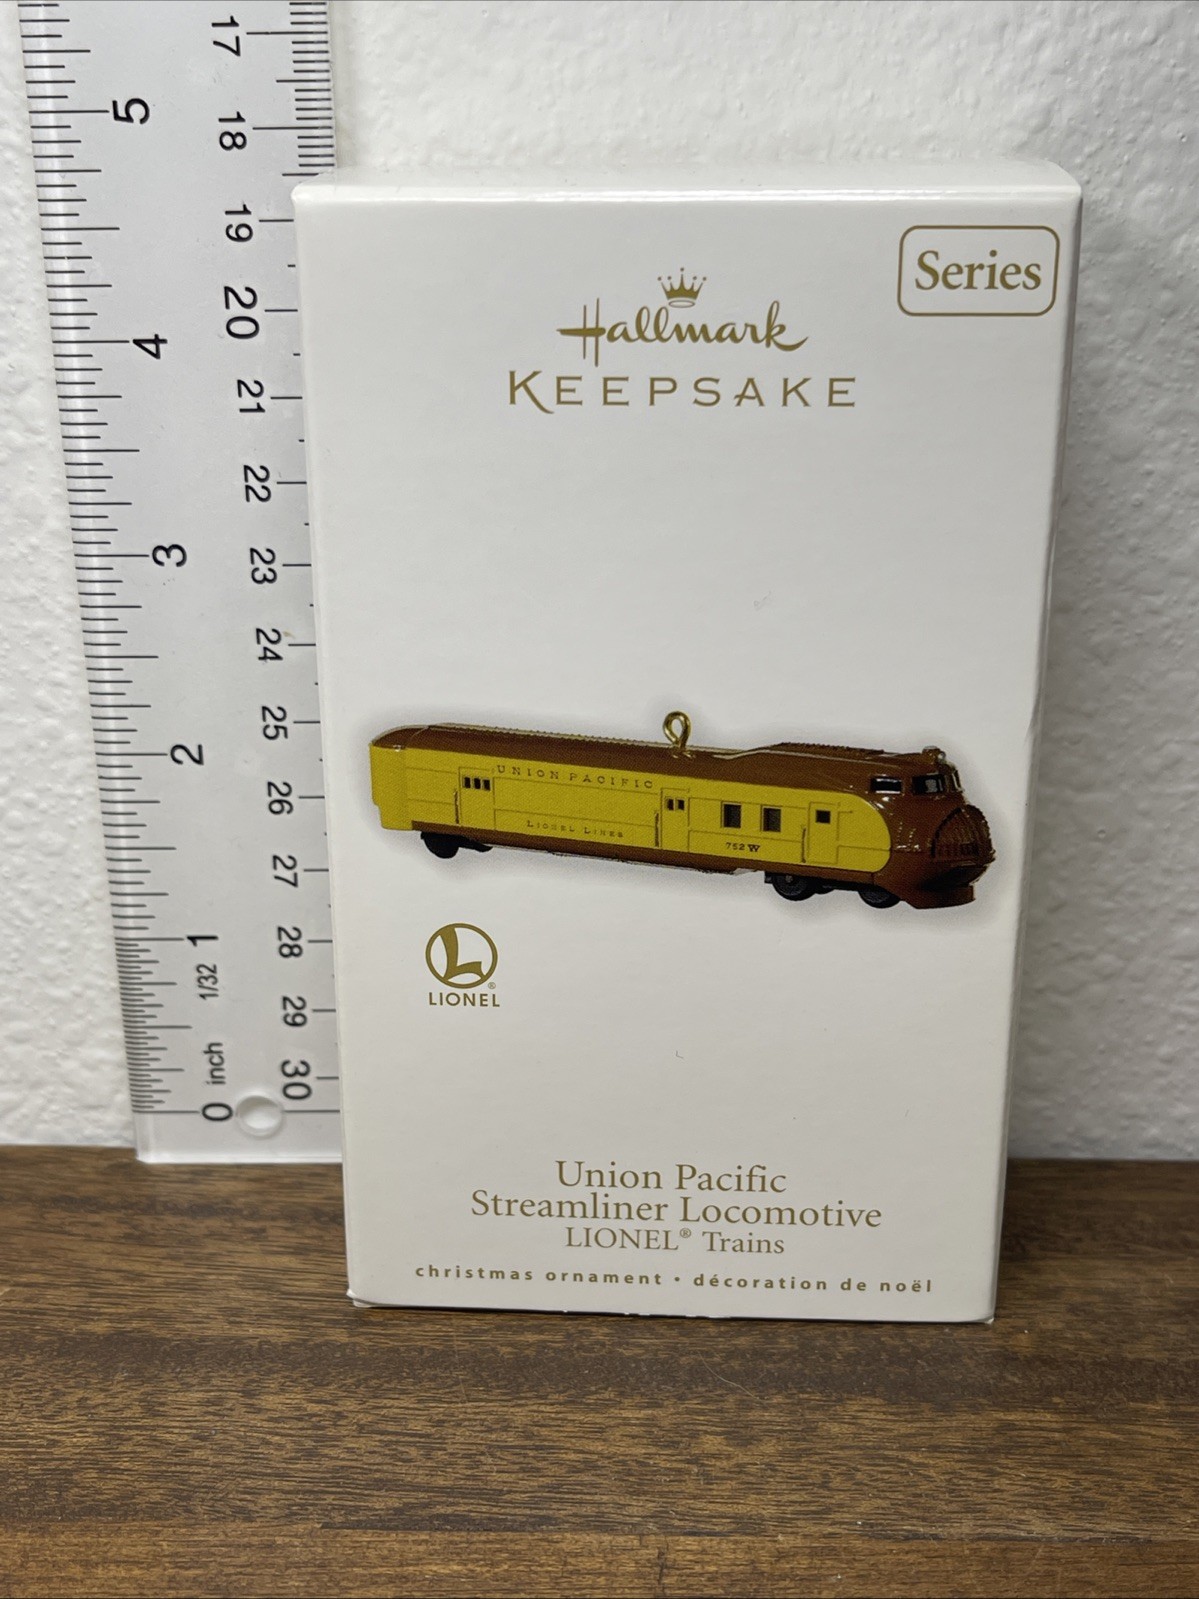 17
5
18
19
20
4
21
22
3
23
24
25
2
26
27
1
28
1/32
29
0 inch
30
Series
Hallmark
KEEPSAKE
UNION PACIFIC
LIONEL LINES
752 W
L
®
LIONEL
Union Pacific
Streamliner Locomotive
LIONEL® Trains
christmas ornament • décoration de noël